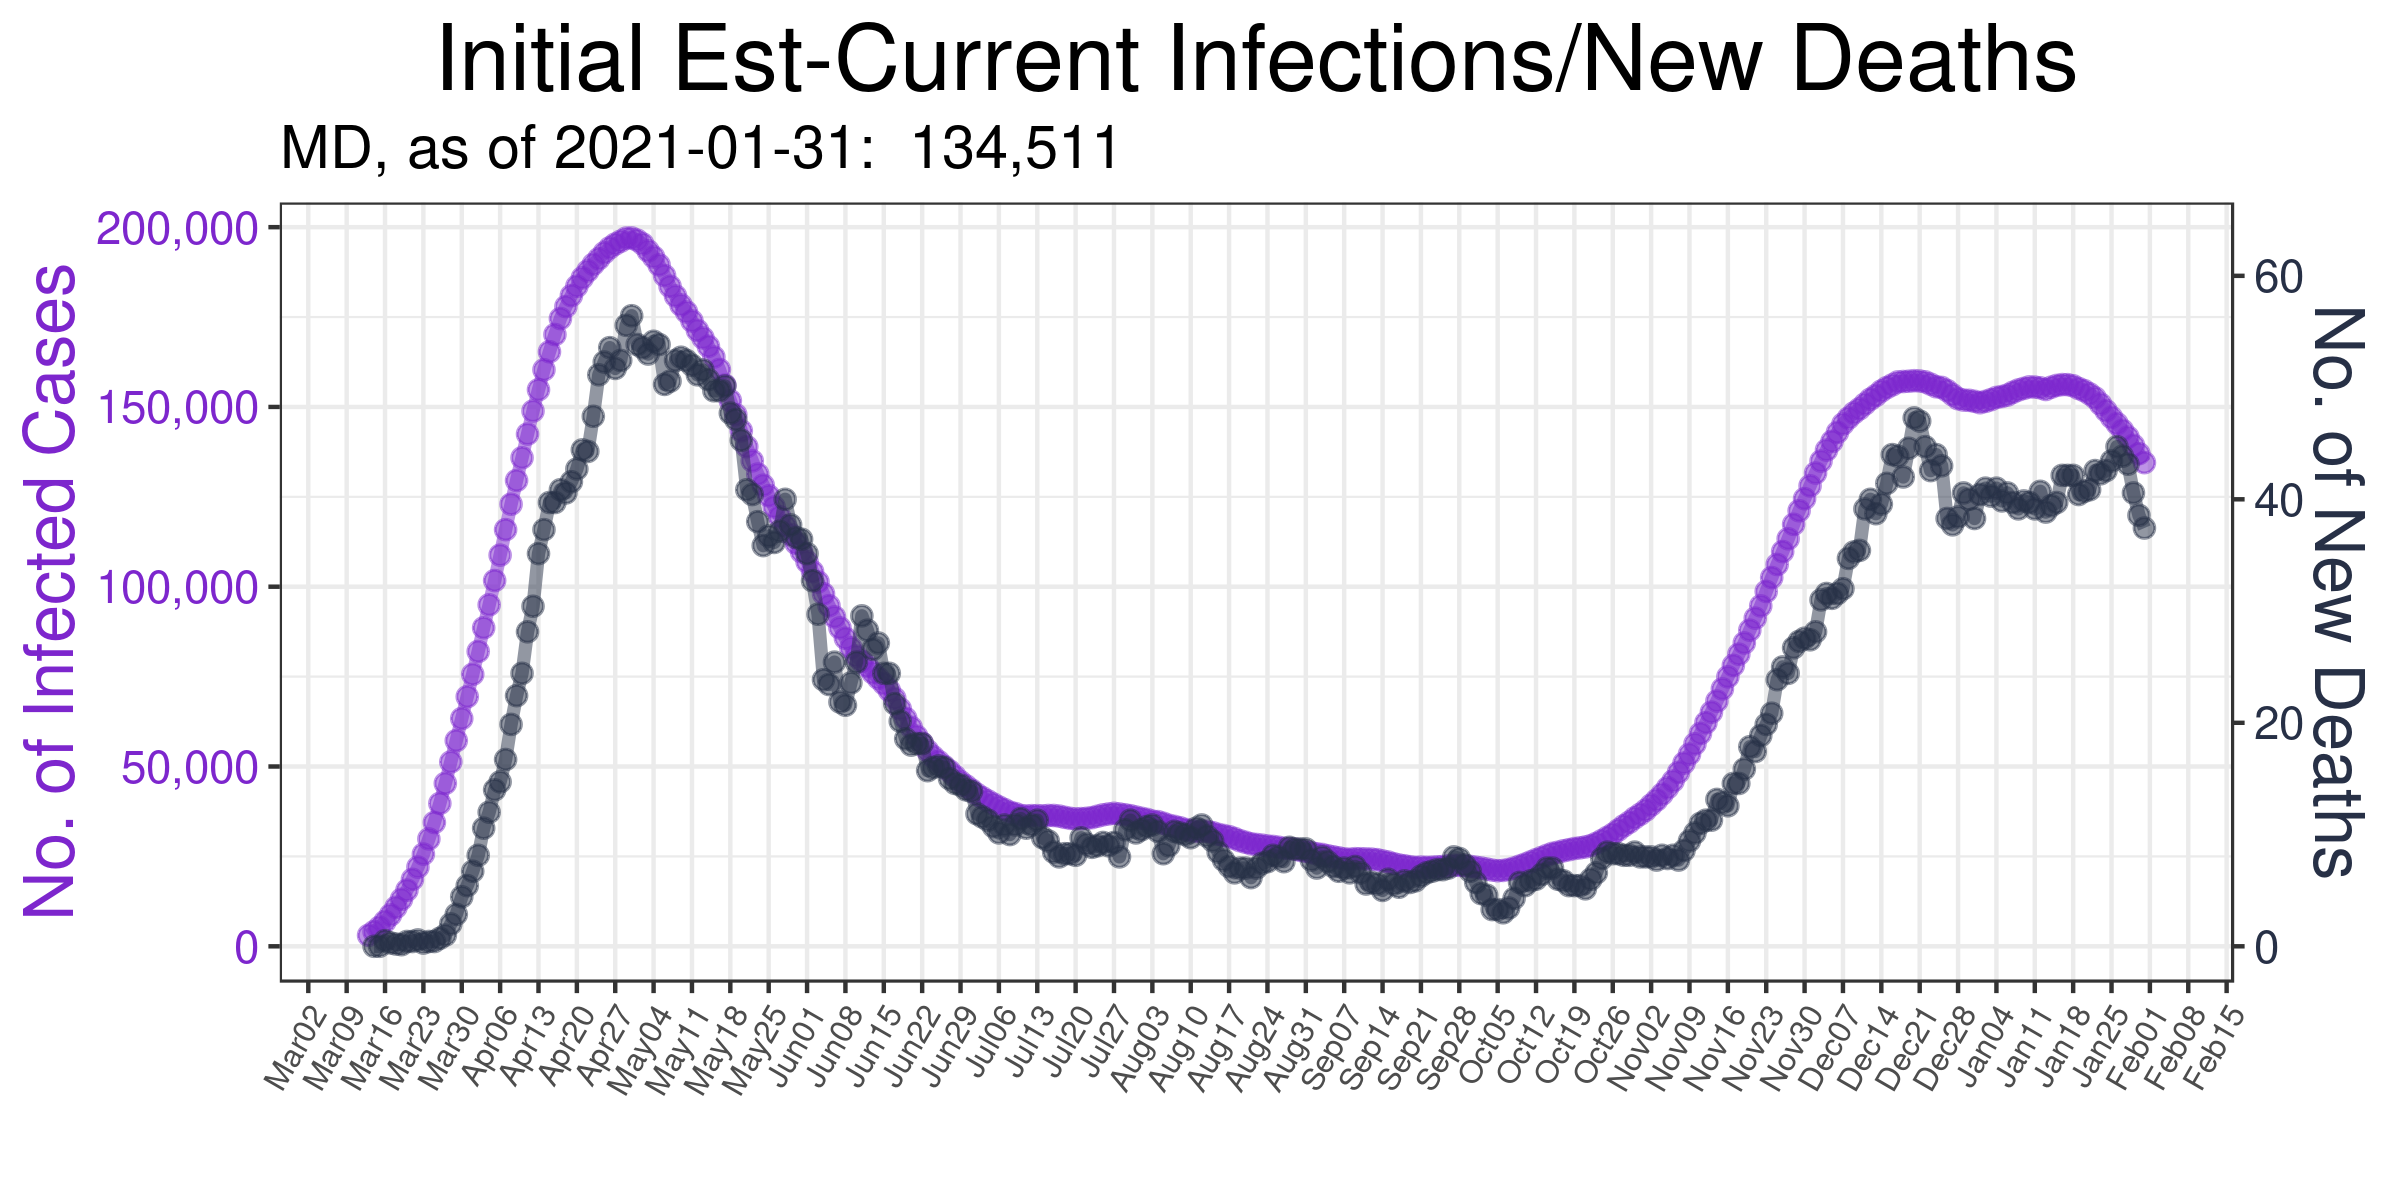 Initial Est-Current Infections/New Deaths
MD, as of 2021-01-31:  134,511
No. of Infected Cases
200,000
150,000
100,000
50,000
0
60
40
20
0
No. of New Deaths
Mar02
Mar09
Mar16
Mar23
Mar30
Apr06
Apr13
Apr20
Apr27
May04
May11
May18
May25
Jun01
Jun08
Jun15
Jun22
Jun29
Jul06
Jul13
Jul20
Jul27
Aug03
Aug10
Aug17
Aug24
Aug31
Sep07
Sep14
Sep21
Sep28
Oct05
Oct12
Oct19
Oct26
Nov02
Nov09
Nov16
Nov23
Nov30
Dec07
Dec14
Dec21
Dec28
Jan04
Jan11
Jan18
Jan25
Feb01
Feb08
Feb15